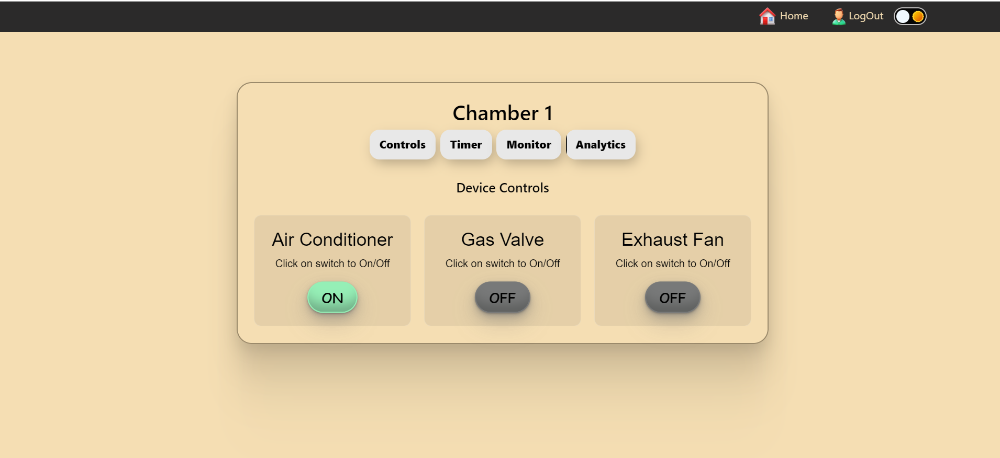 Home LogOut
Chamber 1
Controls Timer Monitor Analytics
Device Controls
Air Conditioner
Click on switch to On/Off
ON
Gas Valve
Click on switch to On/Off
OFF
Exhaust Fan
Click on switch to On/Off
OFF